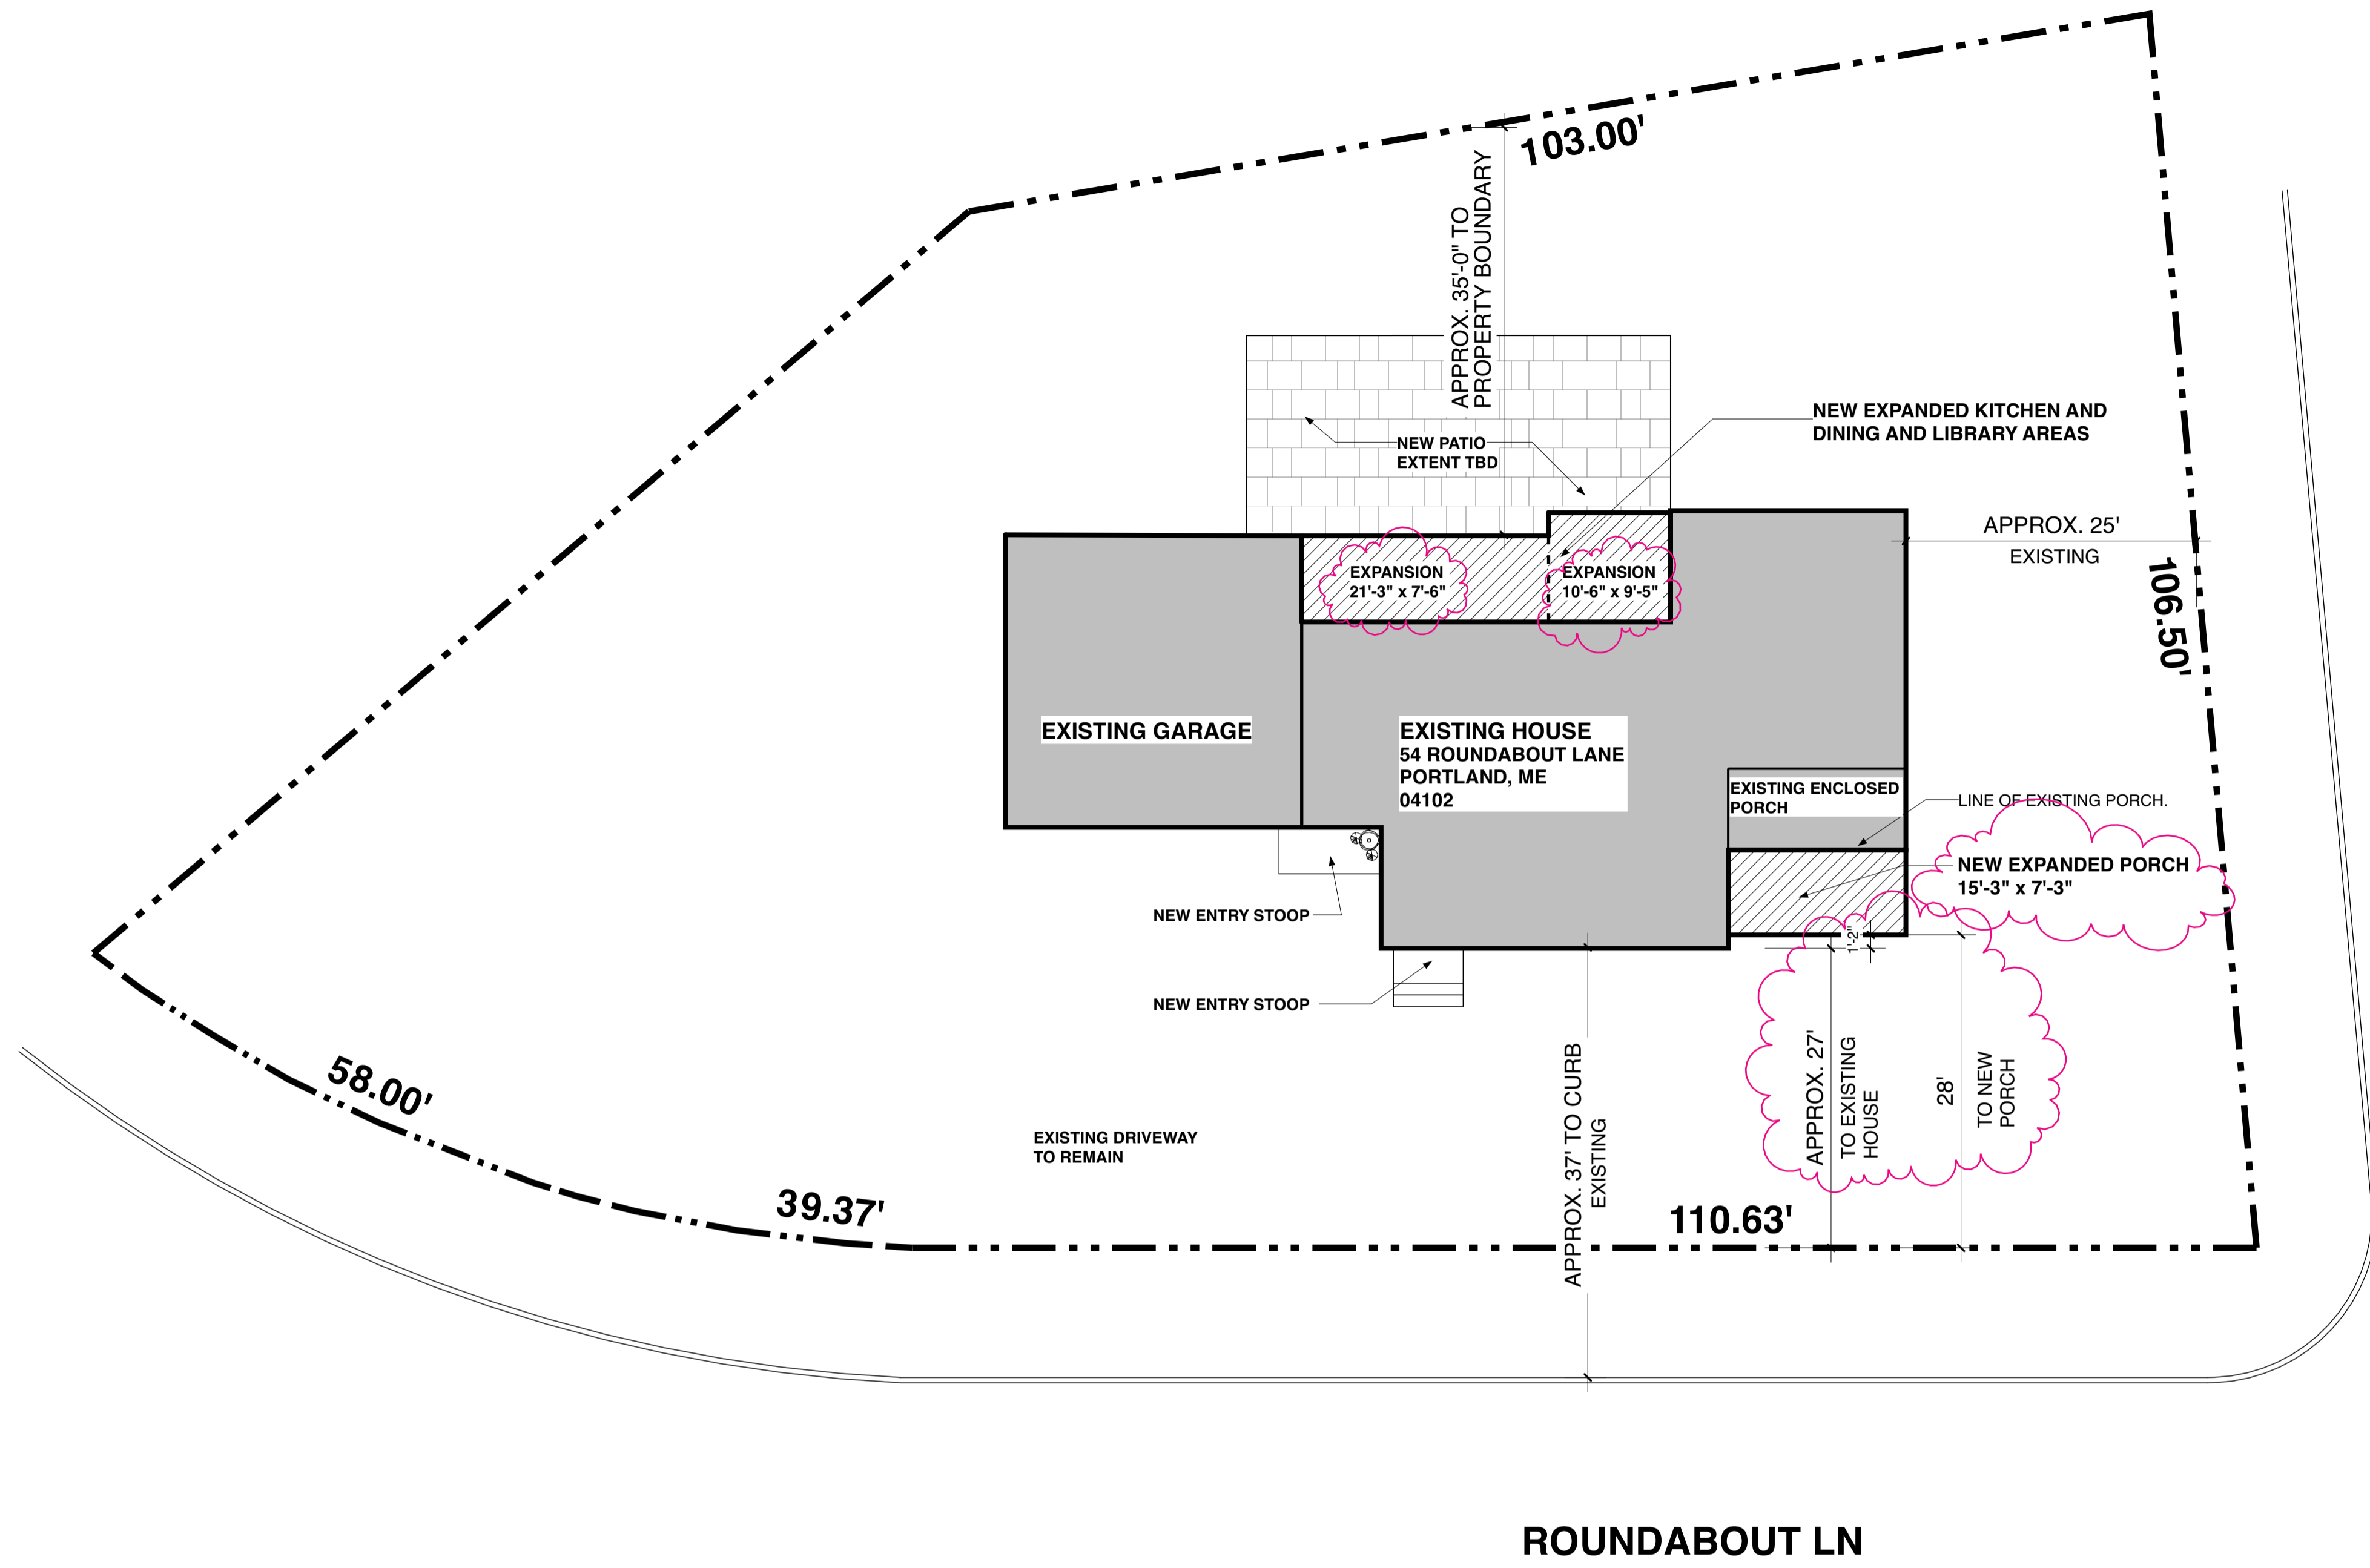 103.00'
APPROX. 35'-0" TO
PROPERTY BOUNDARY
NEW EXPANDED KITCHEN AND
DINING AND LIBRARY AREAS
NEW PATIO
EXTENT TBD
APPROX. 25'
EXISTING
106.50'
EXPANSION
21'-3" x 7'-6"
EXPANSION
10'-6" x 9'-5"
EXISTING GARAGE
EXISTING HOUSE
54 ROUNDABOUT LANE
PORTLAND, ME
04102
EXISTING ENCLOSED
PORCH
LINE OF EXISTING PORCH.
NEW EXPANDED PORCH
15'-3" x 7'-3"
NEW ENTRY STOOP
1'-2"
NEW ENTRY STOOP
58.00'
39.37'
EXISTING DRIVEWAY
TO REMAIN
APPROX. 37' TO CURB
EXISTING
APPROX. 27'
TO EXISTING
HOUSE
28'
TO NEW
PORCH
110.63'
ROUNDABOUT LN